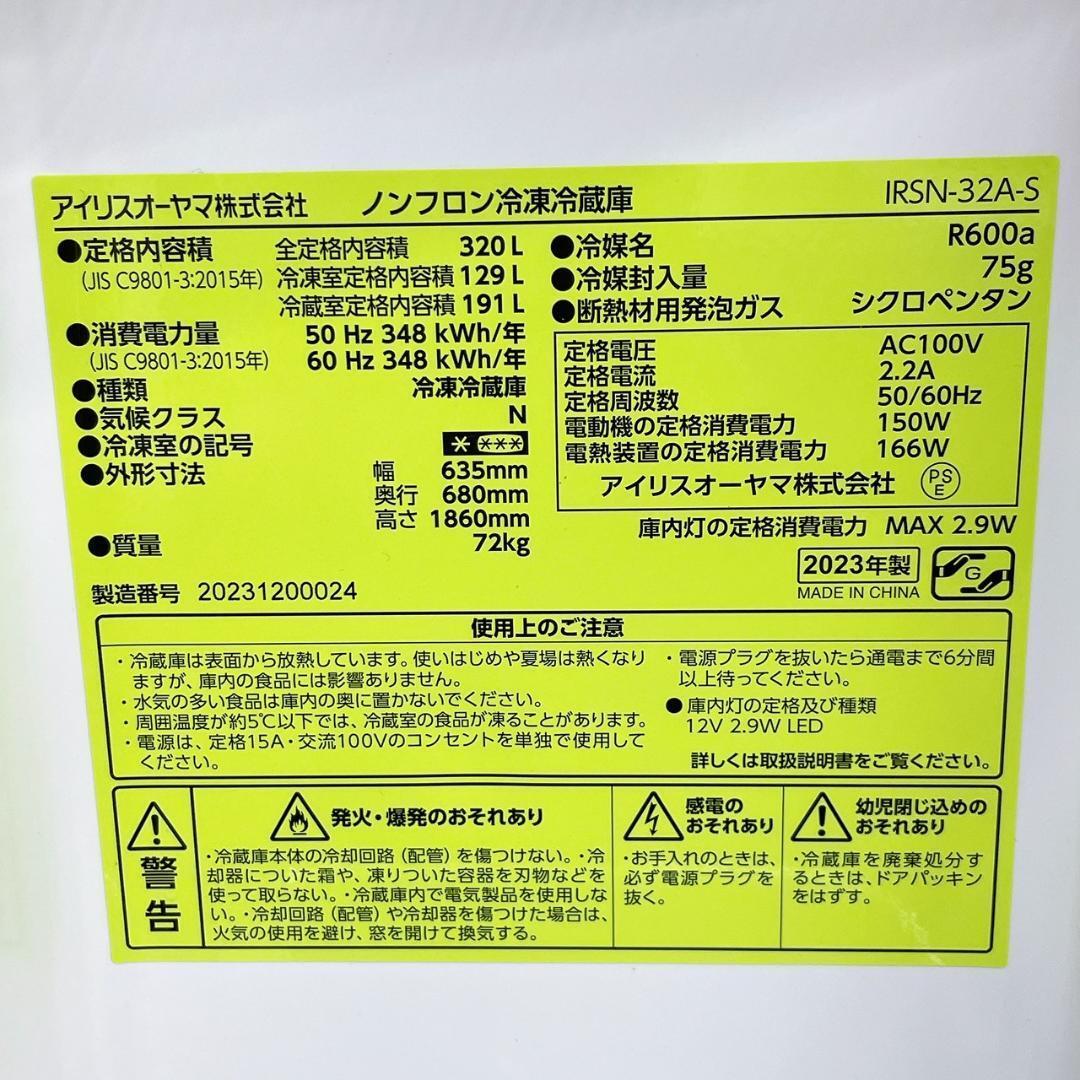 アイリスオーヤマ株式会社 ノンフロン冷凍冷蔵庫 IRSN-32A-S
●定格内容積 全定格内容積 320 L
(JIS C9801-3:2015年) 冷凍室定格内容積 129 L
冷蔵室定格内容積 191 L
●消費電力量 50 Hz 348 kWh/年
(JIS C9801-3:2015年) 60 Hz 348 kWh/年
●種類 冷凍冷蔵庫
●気候クラス N
●冷凍室の記号
●外形寸法 幅 635mm
奥行 680mm
高さ 1860mm
●質量 72kg
製造番号 20231200024
●冷媒名 R600a
●冷媒封入量 75g
●断熱材用発泡ガス シクロペンタン
定格電圧 AC100V
定格電流 2.2A
定格周波数 50/60Hz
電動機の定格消費電力 150W
電熱装置の定格消費電力 166W
アイリスオーヤマ株式会社 PSE
庫内灯の定格消費電力 MAX 2.9W
2023年製
MADE IN CHINA
G
使用上のご注意
・冷蔵庫は表面から放熱しています。使いはじめや夏場は熱くなり
ますが、庫内の食品には影響ありません。
・水気の多い食品は庫内の奥に置かないでください。
・周囲温度が約5℃以下では、冷蔵室の食品が凍ることがあります。
・電源は、定格15A・交流100Vのコンセントを単独で使用して
ください。
・電源プラグを抜いたら通電まで6分間
以上待ってください。
●庫内灯の定格及び種類
12V 2.9W LED
詳しくは取扱説明書をご覧ください。
警告
発火・爆発のおそれあり
・冷蔵庫本体の冷却回路（配管）を傷つけない。・冷
却器についた霜や、凍りついた容器を刃物などを
使って取らない。・冷蔵庫内で電気製品を使用しな
い。・冷却回路（配管）や冷却器を傷つけた場合は、
火気の使用を避け、窓を開けて換気する。
感電の
おそれあり
・お手入れのときは、
必ず電源プラグを
抜く。
幼児閉じ込めの
おそれあり
・冷蔵庫を廃棄処分す
るときは、ドアパッキン
をはずす。